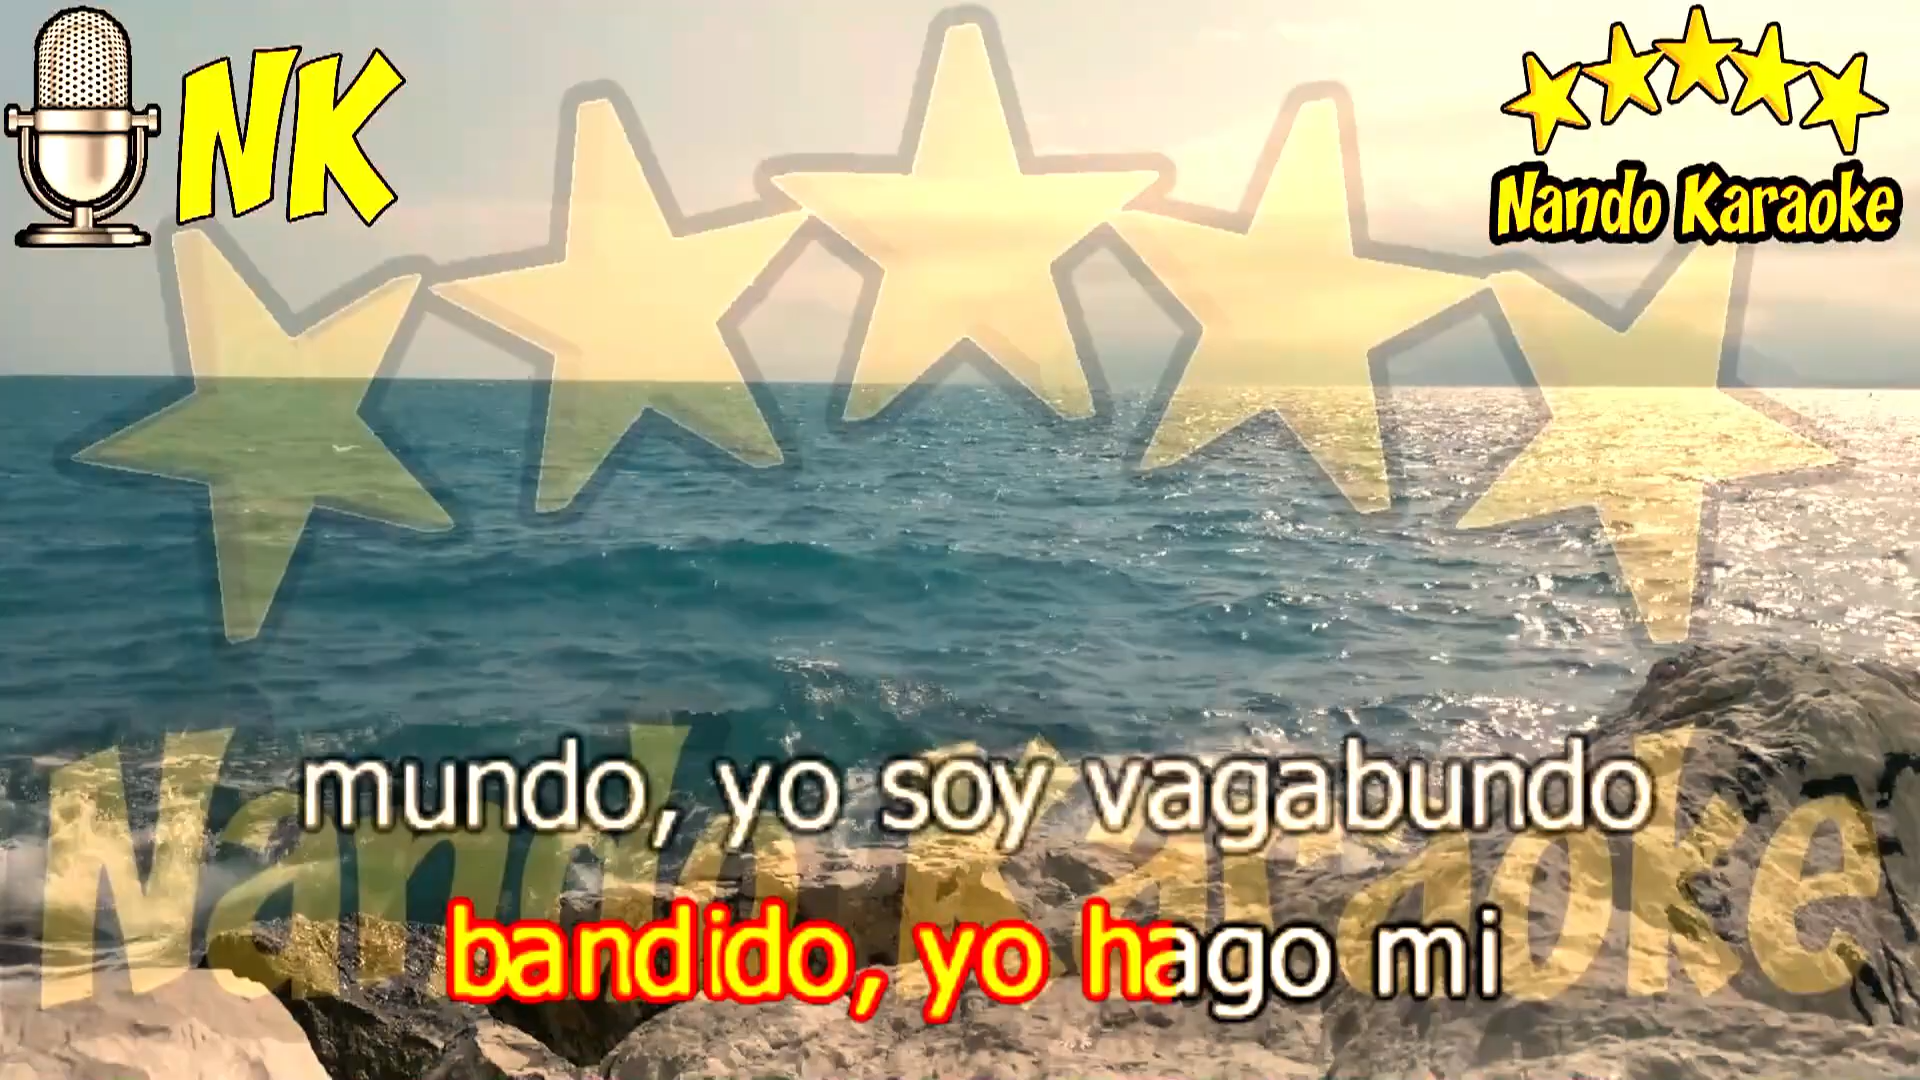 NK
Nando Karaoke
Nando Karaoke
mundo, yo soy vagabundo
bandido, yo hago mi